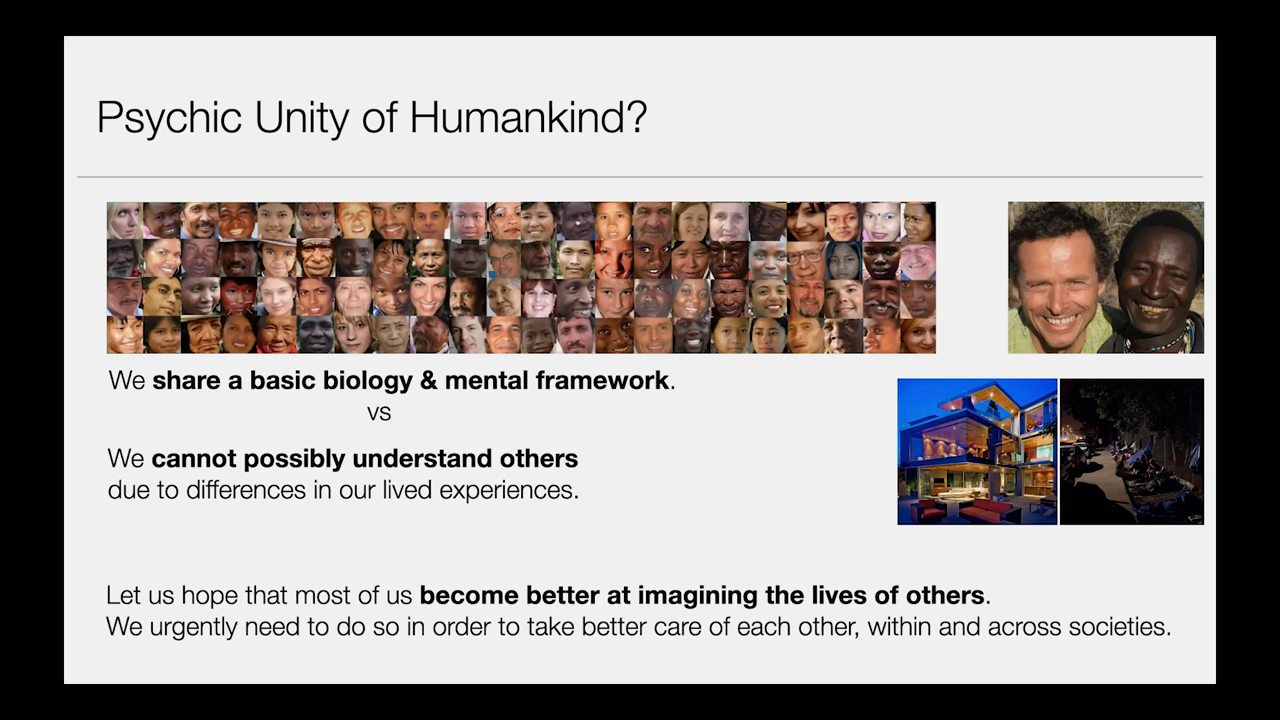 Psychic Unity of Humankind?
We share a basic biology & mental framework.
vs
We cannot possibly understand others
due to differences in our lived experiences.
Let us hope that most of us become better at imagining the lives of others.
We urgently need to do so in order to take better care of each other, within and across societies.